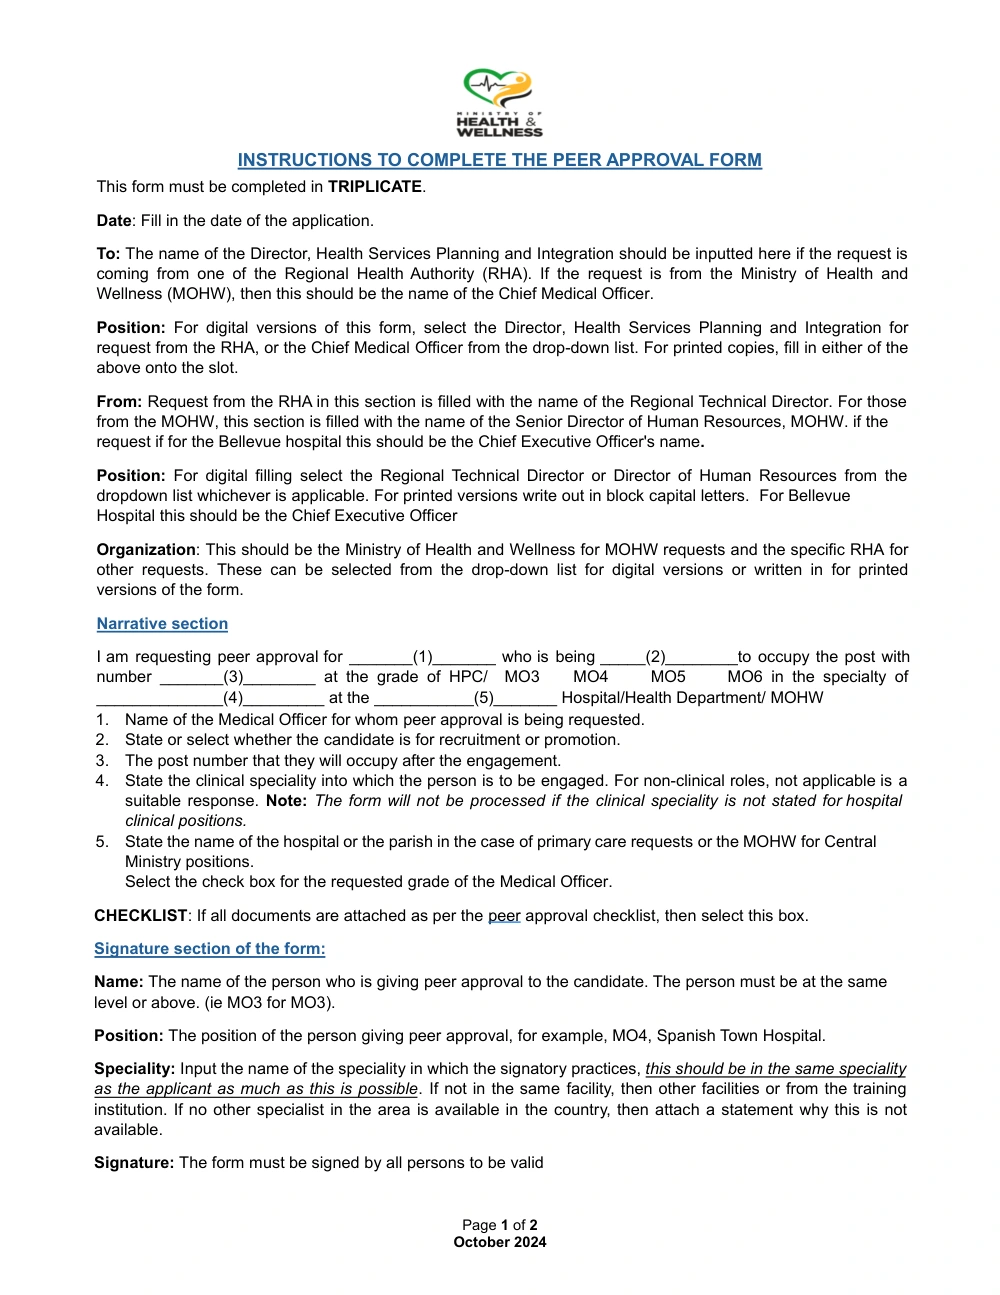 MINISTRY OF
HEALTH &
WELLNESS
INSTRUCTIONS TO COMPLETE THE PEER APPROVAL FORM
This form must be completed in TRIPLICATE.
Date: Fill in the date of the application.
To: The name of the Director, Health Services Planning and Integration should be inputted here if the request is
coming from one of the Regional Health Authority (RHA). If the request is from the Ministry of Health and
Wellness (MOHW), then this should be the name of the Chief Medical Officer.
Position: For digital versions of this form, select the Director, Health Services Planning and Integration for
request from the RHA, or the Chief Medical Officer from the drop-down list. For printed copies, fill in either of the
above onto the slot.
From: Request from the RHA in this section is filled with the name of the Regional Technical Director. For those
from the MOHW, this section is filled with the name of the Senior Director of Human Resources, MOHW. if the
request if for the Bellevue hospital this should be the Chief Executive Officer's name.
Position: For digital filling select the Regional Technical Director or Director of Human Resources from the
dropdown list whichever is applicable. For printed versions write out in block capital letters. For Bellevue
Hospital this should be the Chief Executive Officer
Organization: This should be the Ministry of Health and Wellness for MOHW requests and the specific RHA for
other requests. These can be selected from the drop-down list for digital versions or written in for printed
versions of the form.
Narrative section
I am requesting peer approval for _______(1)_______ who is being _____(2)________to occupy the post with
number _______(3)________ at the grade of HPC/ MO3 MO4 MO5 MO6 in the specialty of
______________(4)_________ at the ___________(5)_______ Hospital/Health Department/ MOHW
1. Name of the Medical Officer for whom peer approval is being requested.
2. State or select whether the candidate is for recruitment or promotion.
3. The post number that they will occupy after the engagement.
4. State the clinical speciality into which the person is to be engaged. For non-clinical roles, not applicable is a
suitable response. Note: The form will not be processed if the clinical speciality is not stated for hospital
clinical positions.
5. State the name of the hospital or the parish in the case of primary care requests or the MOHW for Central
Ministry positions.
Select the check box for the requested grade of the Medical Officer.
CHECKLIST: If all documents are attached as per the peer approval checklist, then select this box.
Signature section of the form:
Name: The name of the person who is giving peer approval to the candidate. The person must be at the same
level or above. (ie MO3 for MO3).
Position: The position of the person giving peer approval, for example, MO4, Spanish Town Hospital.
Speciality: Input the name of the speciality in which the signatory practices, this should be in the same speciality
as the applicant as much as this is possible. If not in the same facility, then other facilities or from the training
institution. If no other specialist in the area is available in the country, then attach a statement why this is not
available.
Signature: The form must be signed by all persons to be valid
Page 1 of 2
October 2024